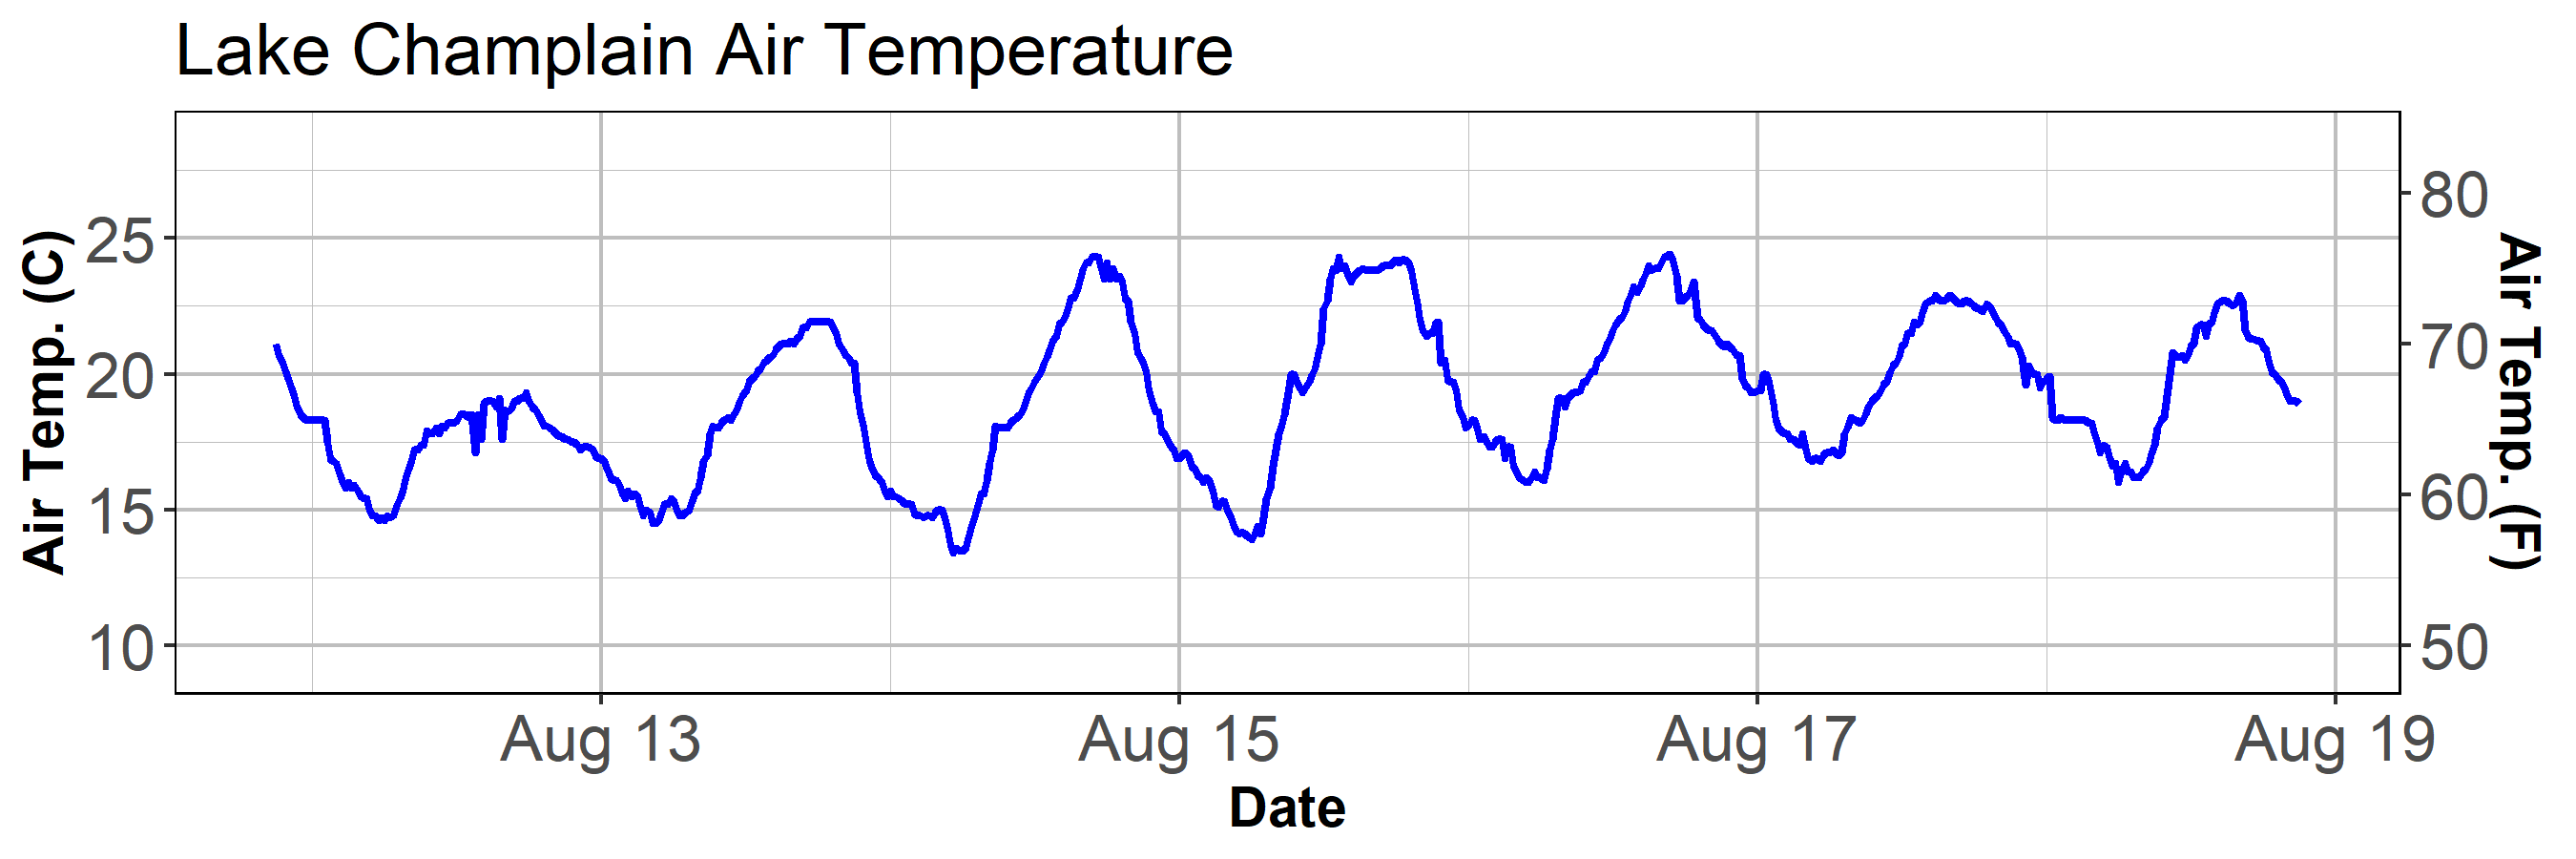 Lake Champlain Air Temperature
Air Temp. (C)
25
20
15
10
80
70
60
50
Air Temp. (F)
Aug 13
Aug 15
Aug 17
Aug 19
Date